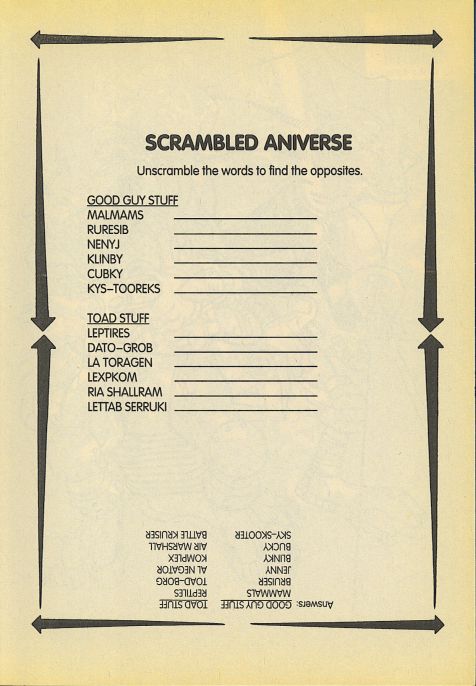 SCRAMBLED ANIVERSE
Unscramble the words to find the opposites.
GOOD GUY STUFF
MALMAMS
RURESIB
NENYJ
KLINBY
CUBKY
KYS-TOOREKS
TOAD STUFF
LEPTIRES
DATO-GROB
LA TORAGEN
LEXPKOM
RIA SHALLRAM
LETTAB SERRUKI
Answers: GOOD GUY STUFF TOAD STUFF
MAMMALS REPTILES
BRUISER TOAD-BORG
JENNY AL NEGATOR
BLINKY KOMPLEX
BUCKY AIR MARSHALL
SKY-SKOOTER BATTLE KRUISER